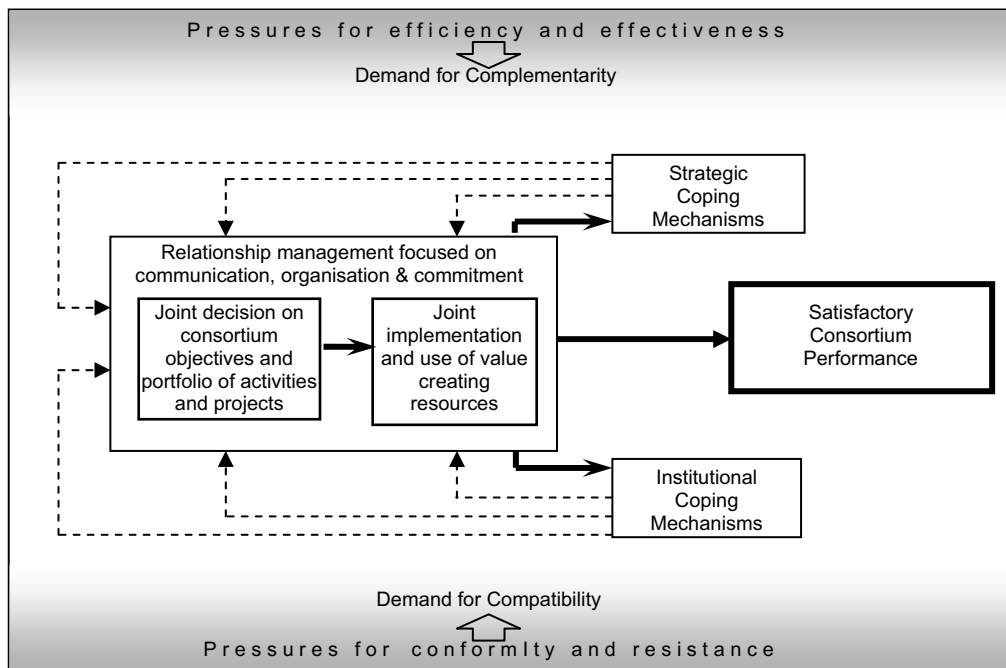 Pressures for efficiency and effectiveness
Demand for Complementarity
Strategic
Coping
Mechanisms
Relationship management focused on
communication, organisation & commitment
Joint decision on
consortium
objectives and
portfolio of activities
and projects
Joint
implementation
and use of value
creating
resources
Satisfactory
Consortium
Performance
Institutional
Coping
Mechanisms
Demand for Compatibility
Pressures for conformIty and resistance